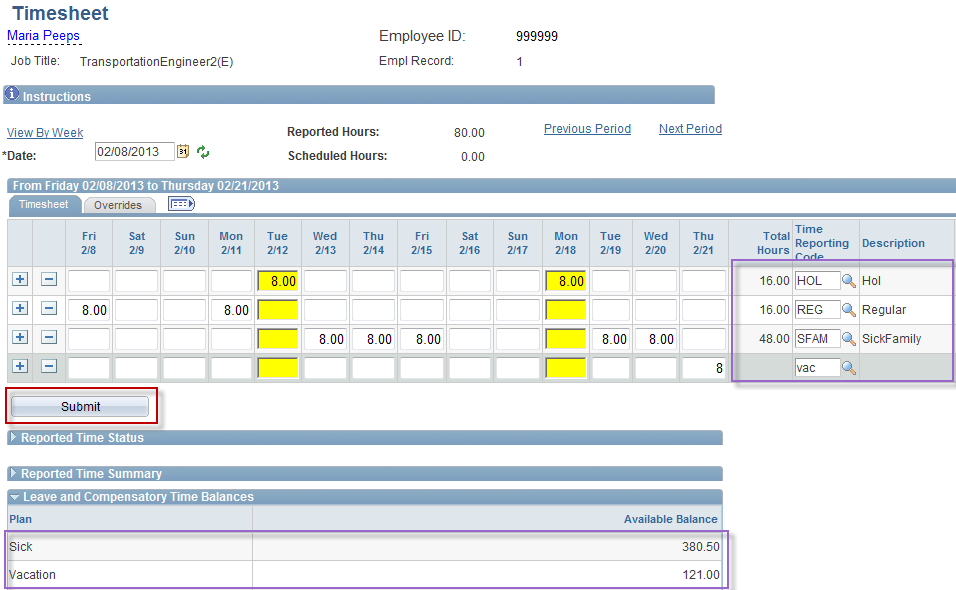 Timesheet
Maria Peeps Employee ID: 999999
Job Title: TransportationEngineer2(E) Empl Record: 1
Instructions
View By Week Reported Hours: 80.00 Previous Period Next Period
*Date: 02/08/2013 31 Scheduled Hours: 0.00
From Friday 02/08/2013 to Thursday 02/21/2013
Timesheet Overrides
Fri 2/8 Sat 2/9 Sun 2/10 Mon 2/11 Tue 2/12 Wed 2/13 Thu 2/14 Fri 2/15 Sat 2/16 Sun 2/17 Mon 2/18 Tue 2/19 Wed 2/20 Thu 2/21 Total Hours Time Reporting Code Description
8.00 8.00 16.00 HOL Hol
8.00 8.00 16.00 REG Regular
8.00 8.00 8.00 8.00 8.00 48.00 SFAM SickFamily
8 vac
Submit
Reported Time Status
Reported Time Summary
Leave and Compensatory Time Balances
Plan Available Balance
Sick 380.50
Vacation 121.00